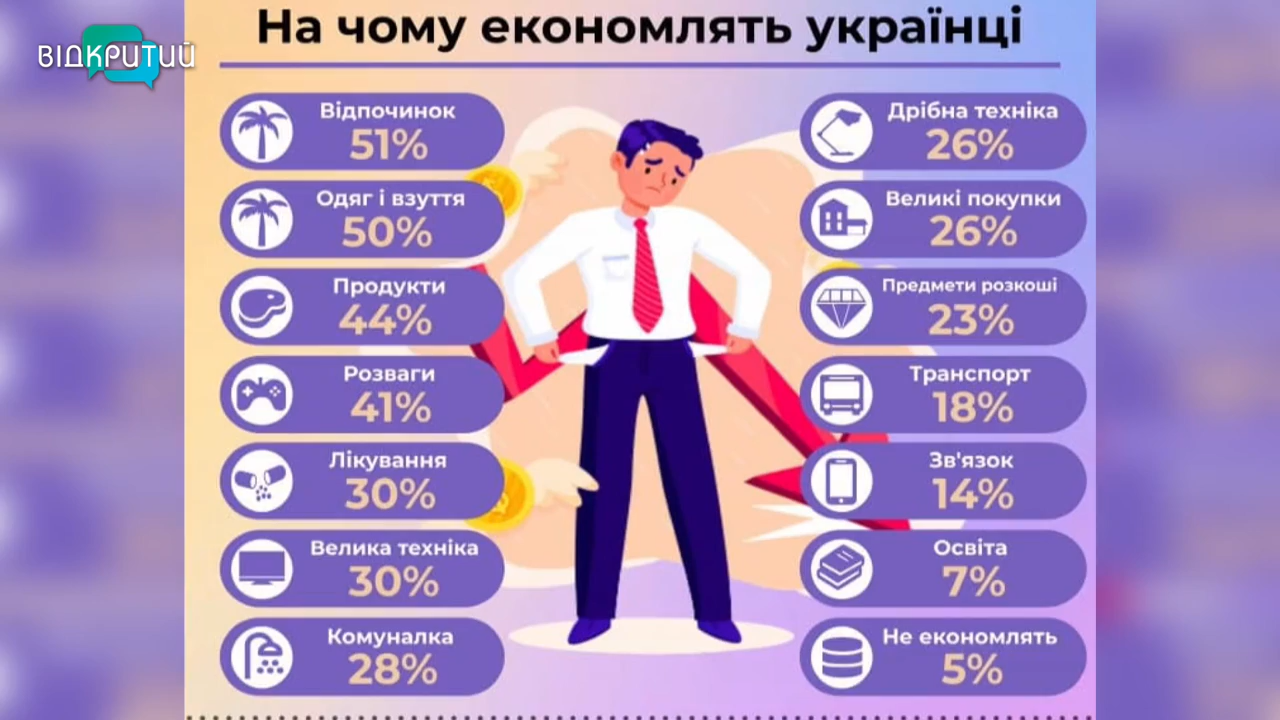 ВІДКРИТИЙ
На чому економлять українці
Відпочинок
51%
Одяг і взуття
50%
Продукти
44%
Розваги
41%
Лікування
30%
Велика техніка
30%
Комуналка
28%
Дрібна техніка
26%
Великі покупки
26%
Предмети розкоші
23%
Транспорт
18%
Зв'язок
14%
Освіта
7%
Не економлять
5%